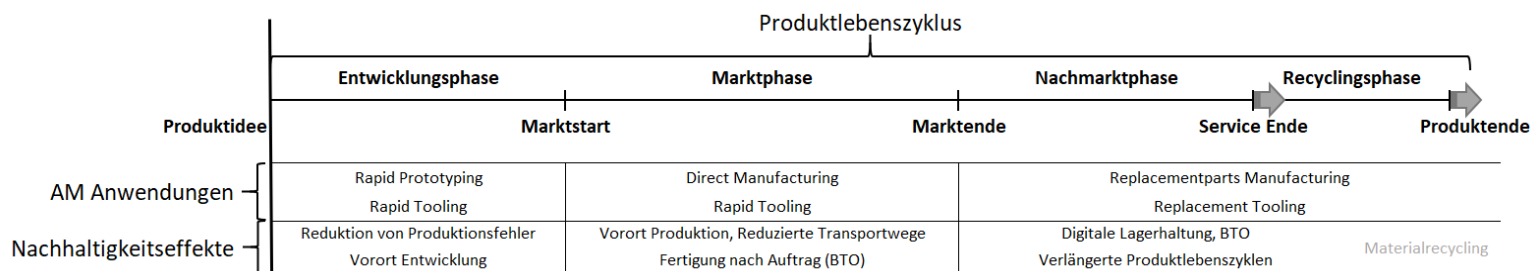 Produktlebenszyklus
Entwicklungsphase Marktphase Nachmarktphase Recyclingsphase
Produktidee Marktstart Marktende Service Ende Produktende
AM Anwendungen
Rapid Prototyping Direct Manufacturing Replacementparts Manufacturing
Rapid Tooling Rapid Tooling Replacement Tooling
Nachhaltigkeitseffekte
Reduktion von Produktionsfehler Vorort Produktion, Reduzierte Transportwege Digitale Lagerhaltung, BTO
Materialrecycling
Vorort Entwicklung Fertigung nach Auftrag (BTO) Verlängerte Produktlebenszyklen